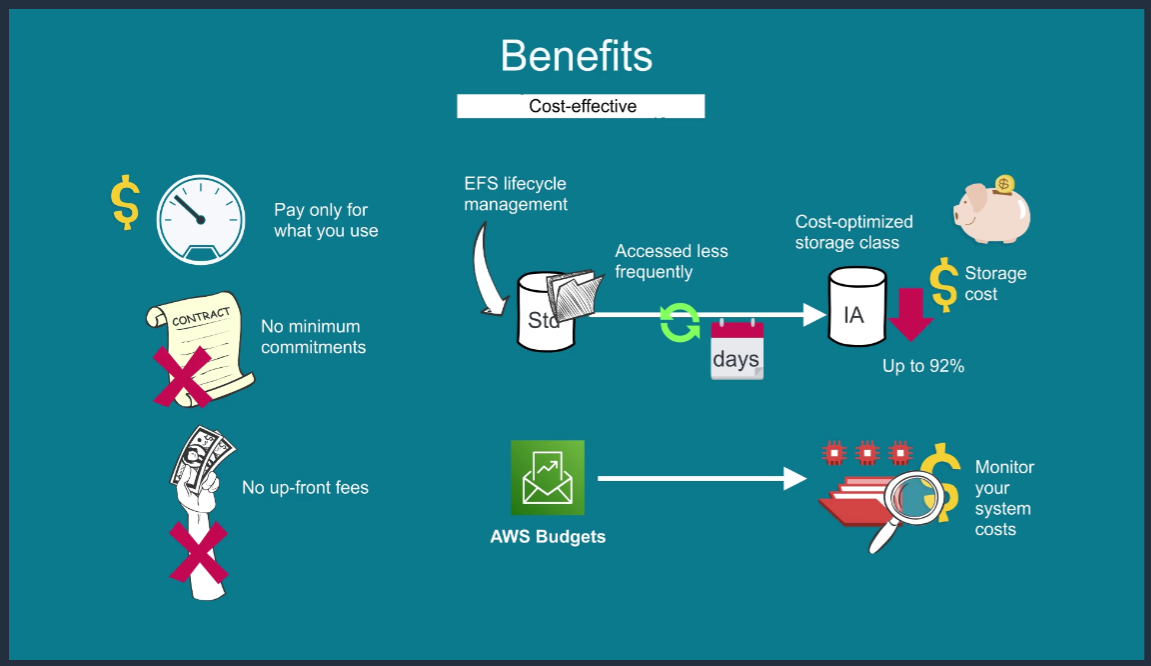 Benefits
Cost-effective
Pay only for
what you use
CONTRACT
No minimum
commitments
No up-front fees
EFS lifecycle
management
Std
Accessed less
frequently
days
Cost-optimized
storage class
IA
Storage
cost
Up to 92%
AWS Budgets
Monitor
your
system
costs